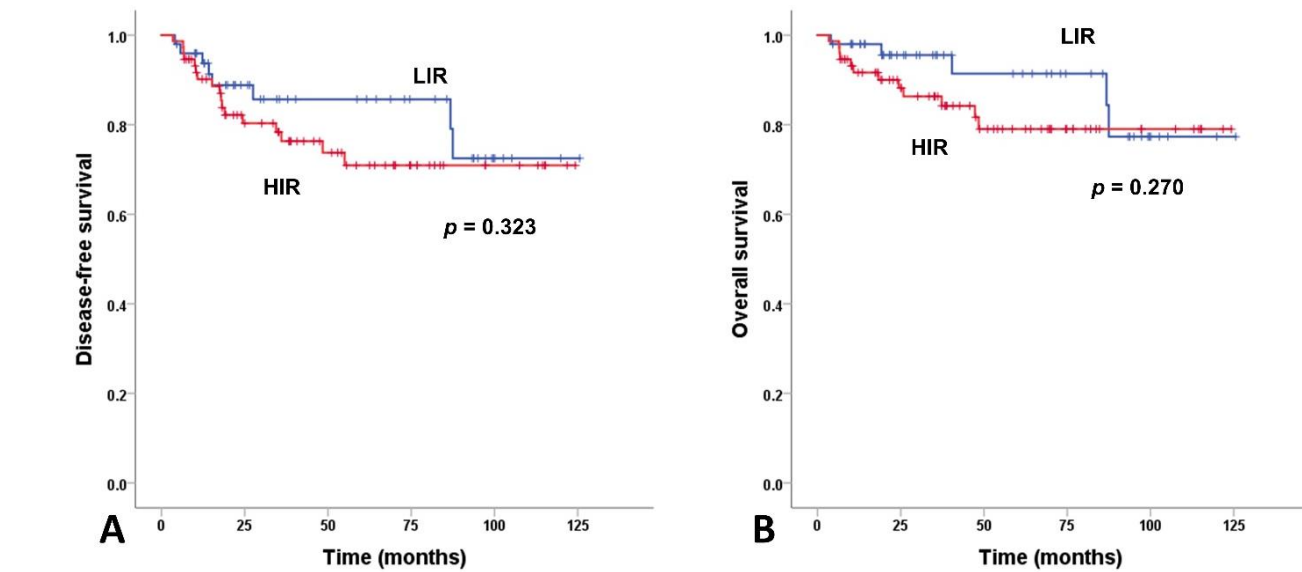 1.0
0.8
0.6
0.4
0.2
0.0
Disease-free survival
LIR
HIR
p = 0.323
0 25 50 75 100 125
Time (months)
A
1.0
0.8
0.6
0.4
0.2
0.0
Overall survival
LIR
HIR
p = 0.270
0 25 50 75 100 125
Time (months)
B